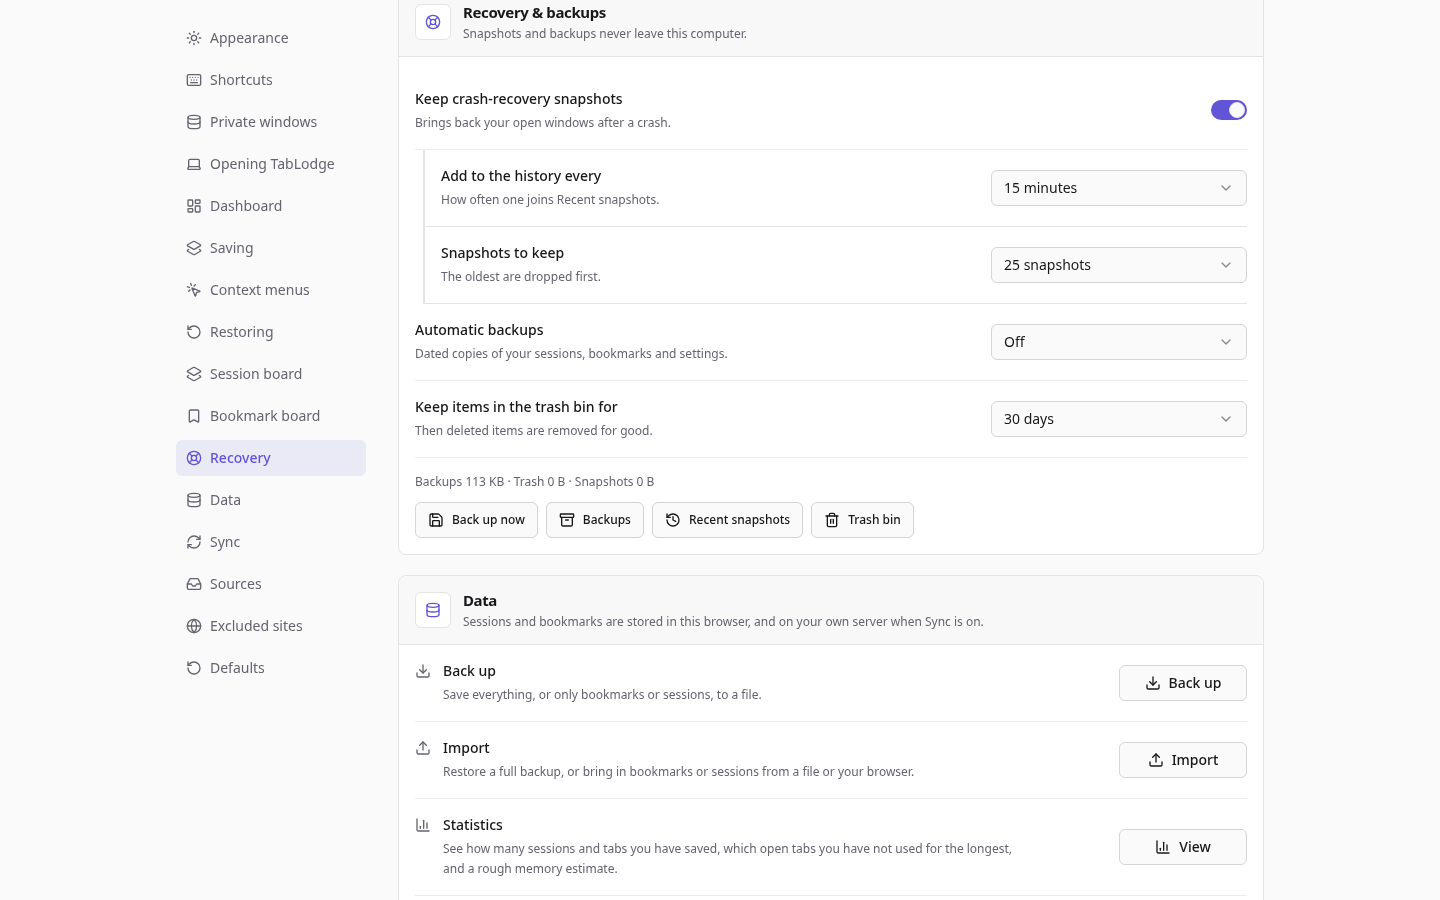 Appearance
Shortcuts
Private windows
Opening TabLodge
Dashboard
Saving
Context menus
Restoring
Session board
Bookmark board
Recovery
Data
Sync
Sources
Excluded sites
Defaults
Recovery & backups
Snapshots and backups never leave this computer.
Keep crash-recovery snapshots
Brings back your open windows after a crash.
Add to the history every
How often one joins Recent snapshots.
15 minutes
Snapshots to keep
The oldest are dropped first.
25 snapshots
Automatic backups
Dated copies of your sessions, bookmarks and settings.
Off
Keep items in the trash bin for
Then deleted items are removed for good.
30 days
Backups 113 KB · Trash 0 B · Snapshots 0 B
Back up now
Backups
Recent snapshots
Trash bin
Data
Sessions and bookmarks are stored in this browser, and on your own server when Sync is on.
Back up
Save everything, or only bookmarks or sessions, to a file.
Back up
Import
Restore a full backup, or bring in bookmarks or sessions from a file or your browser.
Import
Statistics
See how many sessions and tabs you have saved, which open tabs you have not used for the longest,
and a rough memory estimate.
View